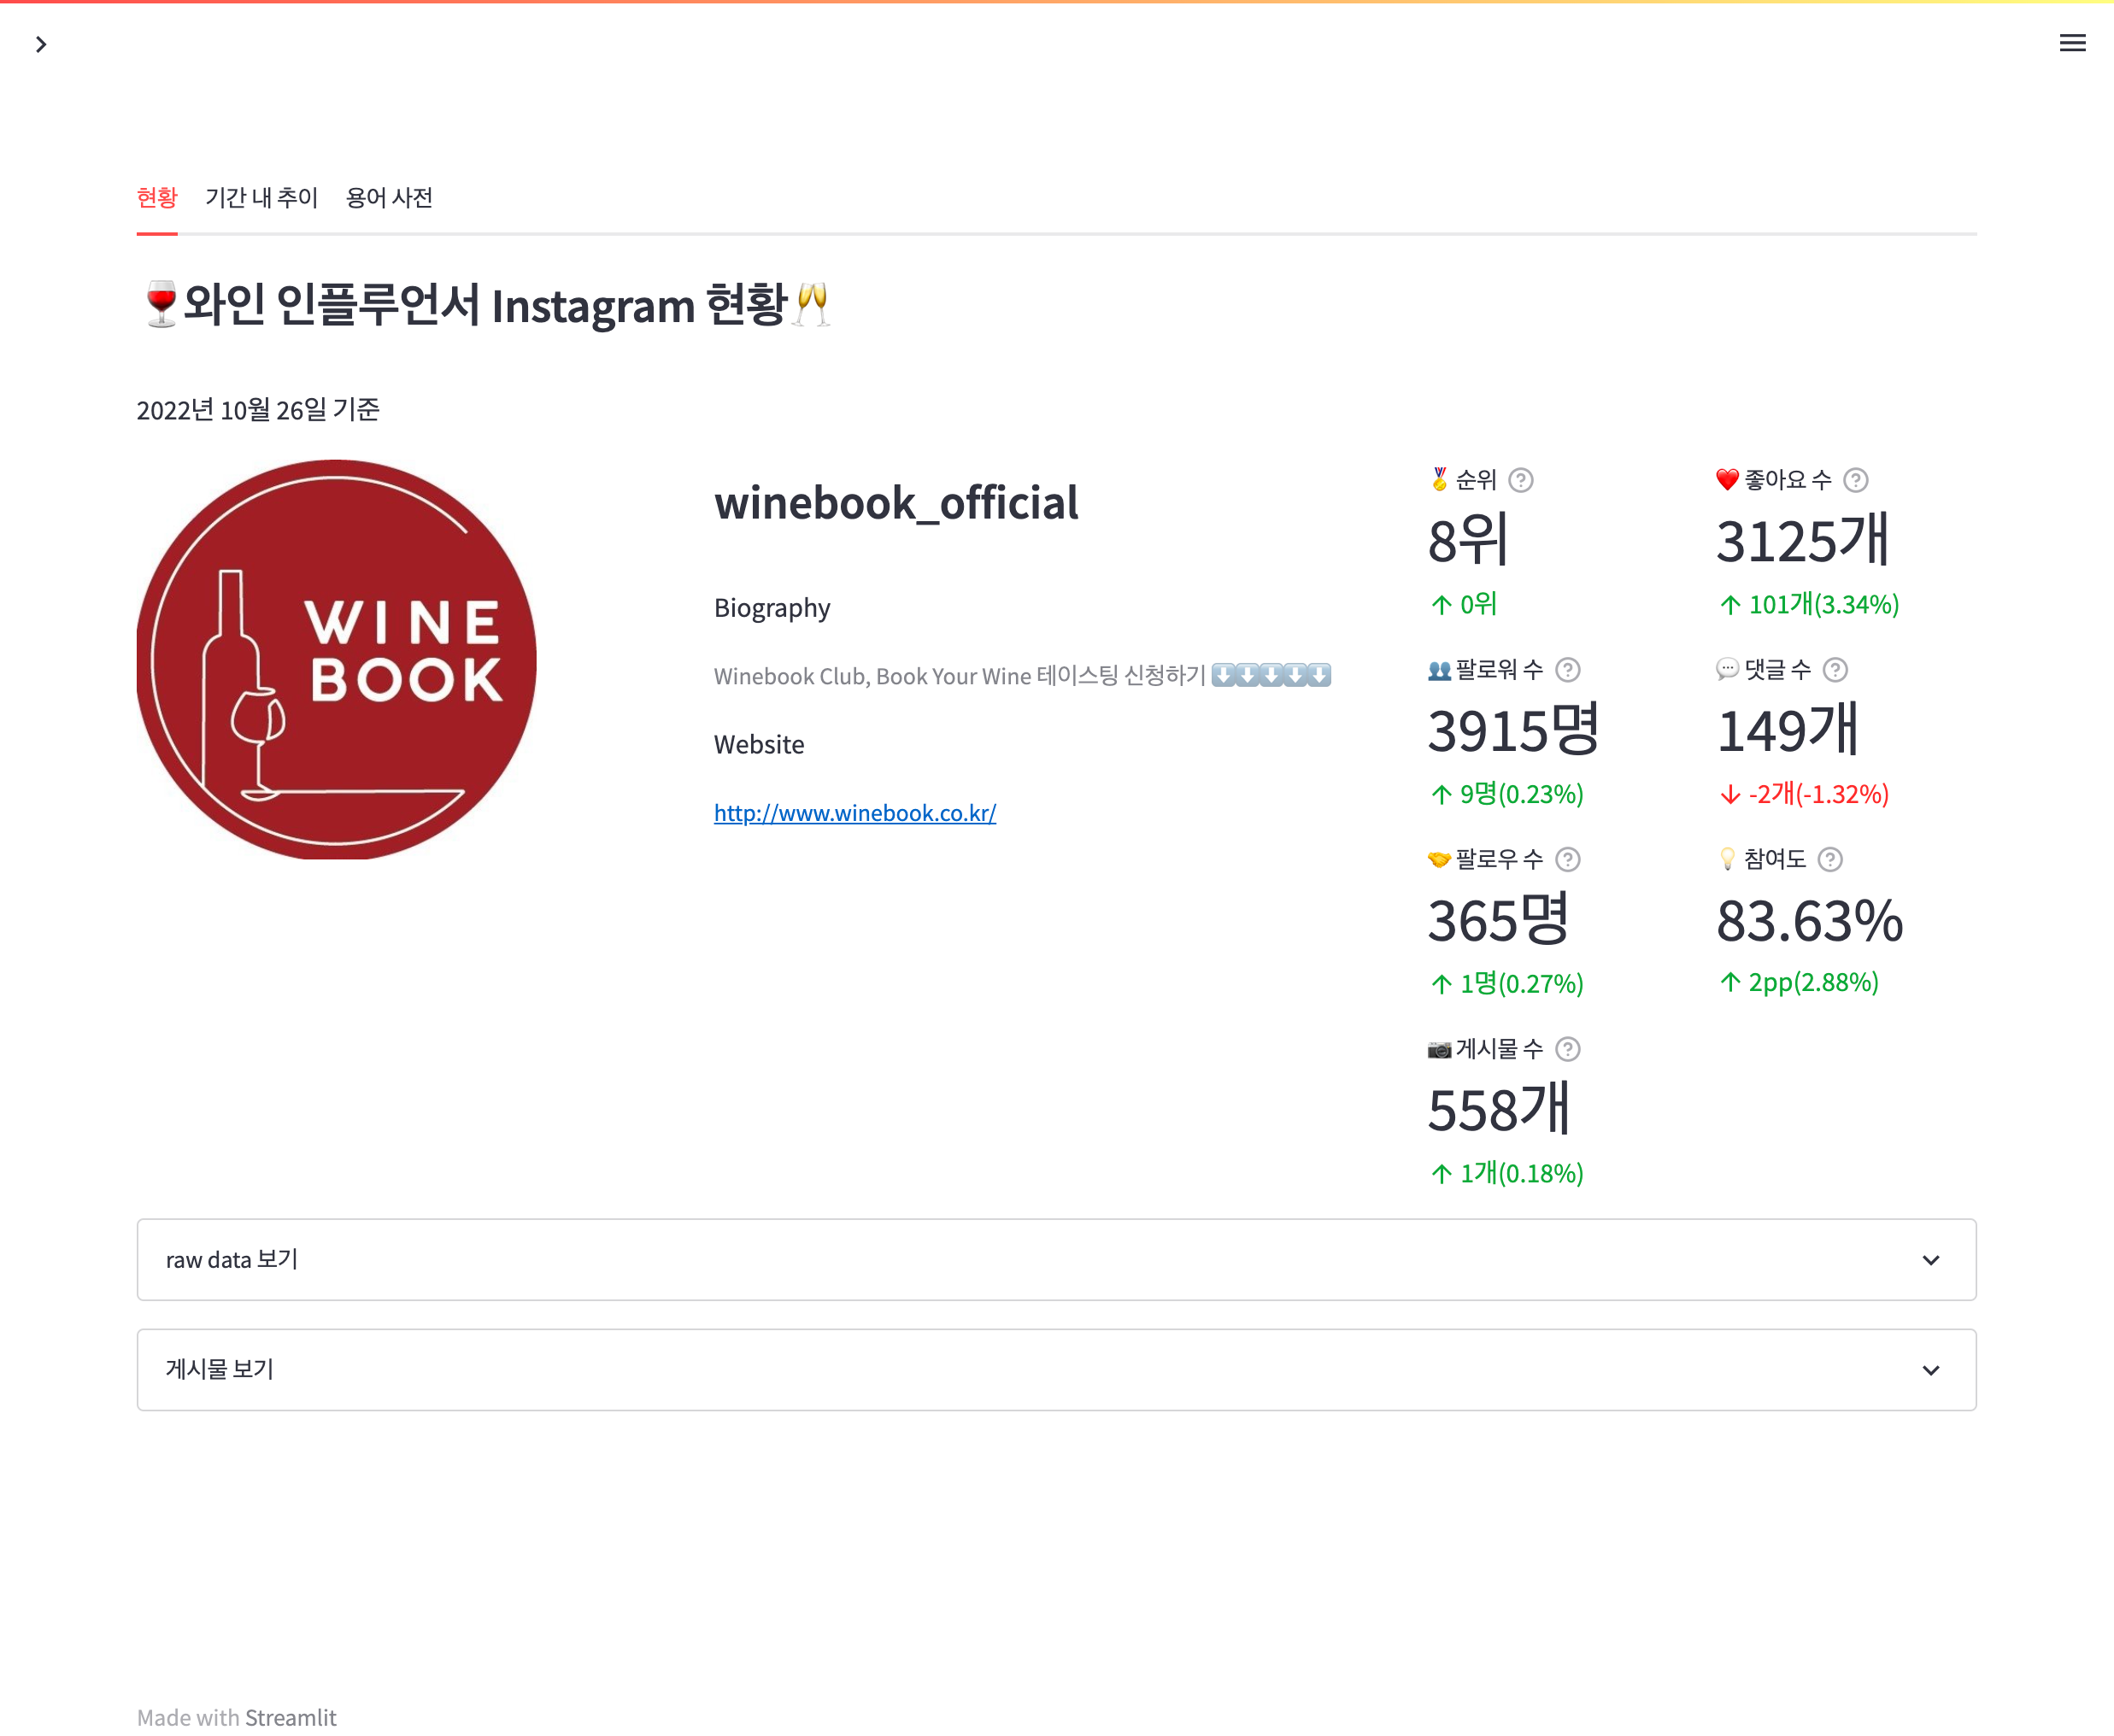 현황 기간 내 추이 용어 사전
🍷와인 인플루언서 Instagram 현황🥂
2022년 10월 26일 기준
WINE
BOOK
winebook_official
Biography
Winebook Club, Book Your Wine 테이스팅 신청하기 ⬇️⬇️⬇️⬇️⬇️
Website
http://www.winebook.co.kr/
🏅순위
8위
↑ 0위
👥팔로워 수
3915명
↑ 9명(0.23%)
🤝팔로우 수
365명
↑ 1명(0.27%)
📷게시물 수
558개
↑ 1개(0.18%)
❤️좋아요 수
3125개
↑ 101개(3.34%)
💬댓글 수
149개
↓ -2개(-1.32%)
💡참여도
83.63%
↑ 2pp(2.88%)
raw data 보기
게시물 보기
Made with Streamlit